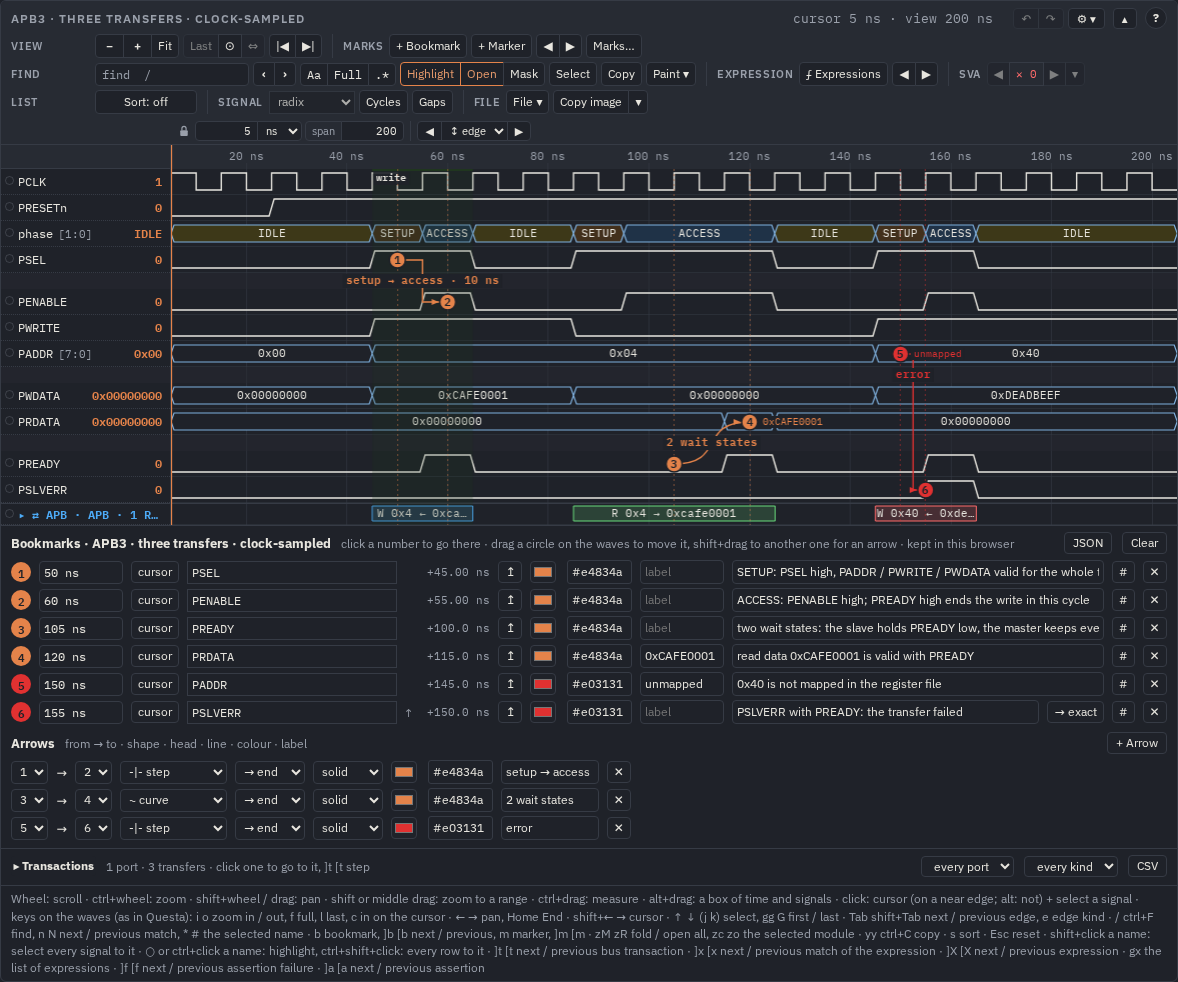 APB3 · THREE TRANSFERS · CLOCK-SAMPLED cursor 5 ns · view 200 ns ↶ ↷ ⚙ ▾ ▲ ?
VIEW − + Fit Last ⊙ ⇔ |◀ ▶| MARKS + Bookmark + Marker ◀ ▶ Marks…
FIND find / ‹ › Aa Full .* Highlight Open Mask Select Copy Paint ▾ EXPRESSION ƒ Expressions ◀ ▶ SVA ◀ × 0 ▶ ▾
LIST Sort: off SIGNAL radix Cycles Gaps FILE File ▾ Copy image ▾
5 ns span 200 ◀ ↕ edge ▶
20 ns 40 ns 60 ns 80 ns 100 ns 120 ns 140 ns 160 ns 180 ns 200 ns
PCLK 1 write
PRESETn 0
phase [1:0] IDLE IDLE SETUP ACCESS IDLE SETUP ACCESS IDLE SETUP ACCESS IDLE
PSEL 0 1
setup → access · 10 ns
PENABLE 0 2
PWRITE 0
PADDR [7:0] 0x00 0x00 0x04 5 unmapped 0x40
error
PWDATA 0x00000000 0x00000000 0xCAFE0001 0x00000000 0xDEADBEEF
PRDATA 0x00000000 0x00000000 4 0xCAFE0001 0x00000000
2 wait states
PREADY 0 3
PSLVERR 0 6
▸ ⇄ APB · APB · 1 R… W 0x4 ← 0xca… R 0x4 → 0xcafe0001 W 0x40 ← 0xde…
Bookmarks · APB3 · three transfers · clock-sampled click a number to go there · drag a circle on the waves to move it, shift+drag to another one for an arrow · kept in this browser JSON Clear
1 50 ns cursor PSEL +45.00 ns ↥ #e4834a label SETUP: PSEL high, PADDR / PWRITE / PWDATA valid for the whole # ✕
2 60 ns cursor PENABLE +55.00 ns ↥ #e4834a label ACCESS: PENABLE high; PREADY high ends the write in this cycle # ✕
3 105 ns cursor PREADY +100.0 ns ↥ #e4834a label two wait states: the slave holds PREADY low, the master keeps eve # ✕
4 120 ns cursor PRDATA +115.0 ns ↥ #e4834a 0xCAFE0001 read data 0xCAFE0001 is valid with PREADY # ✕
5 150 ns cursor PADDR +145.0 ns ↥ #e03131 unmapped 0x40 is not mapped in the register file # ✕
6 155 ns cursor PSLVERR ↑ +150.0 ns ↥ #e03131 label PSLVERR with PREADY: the transfer failed → exact # ✕
Arrows from → to · shape · head · line · colour · label + Arrow
1 → 2 -|- step → end solid #e4834a setup → access ✕
3 → 4 ~ curve → end solid #e4834a 2 wait states ✕
5 → 6 -|- step → end solid #e03131 error ✕
▸ Transactions 1 port · 3 transfers · click one to go to it, ]t [t step every port every kind CSV
Wheel: scroll · ctrl+wheel: zoom · shift+wheel / drag: pan · shift or middle drag: zoom to a range · ctrl+drag: measure · alt+drag: a box of time and signals · click: cursor (on a near edge; alt: not) + select a signal ·
keys on the waves (as in Questa): i o zoom in / out, f full, l last, c in on the cursor · ← → pan, Home End · shift+← → cursor · ↑ ↓ (j k) select, gg G first / last · Tab shift+Tab next / previous edge, e edge kind · / ctrl+F
find, n N next / previous match, * # the selected name · b bookmark, ]b [b next / previous, m marker, ]m [m · zM zR fold / open all, zc zo the selected module · yy ctrl+C copy · s sort · Esc reset · shift+click a name:
select every signal to it · ○ or ctrl+click a name: highlight, ctrl+shift+click: every row to it · ]t [t next / previous bus transaction · ]x [x next / previous match of the expression · ]X [X next / previous expression · gx the
list of expressions · ]f [f next / previous assertion failure · ]a [a next / previous assertion